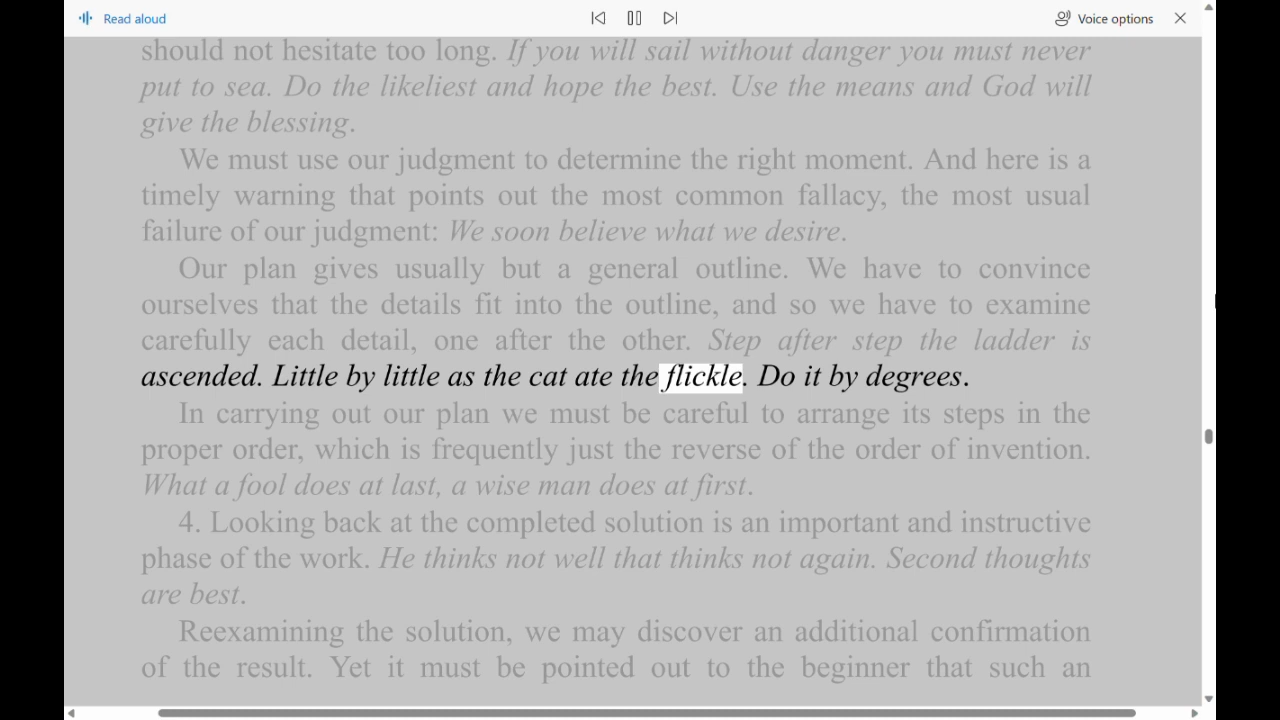 Read aloud
Voice options
should not hesitate too long. If you will sail without danger you must never
put to sea. Do the likeliest and hope the best. Use the means and God will
give the blessing.
We must use our judgment to determine the right moment. And here is a
timely warning that points out the most common fallacy, the most usual
failure of our judgment: We soon believe what we desire.
Our plan gives usually but a general outline. We have to convince
ourselves that the details fit into the outline, and so we have to examine
carefully each detail, one after the other. Step after step the ladder is
ascended. Little by little as the cat ate the flickle. Do it by degrees.
In carrying out our plan we must be careful to arrange its steps in the
proper order, which is frequently just the reverse of the order of invention.
What a fool does at last, a wise man does at first.
4. Looking back at the completed solution is an important and instructive
phase of the work. He thinks not well that thinks not again. Second thoughts
are best.
Reexamining the solution, we may discover an additional confirmation
of the result. Yet it must be pointed out to the beginner that such an